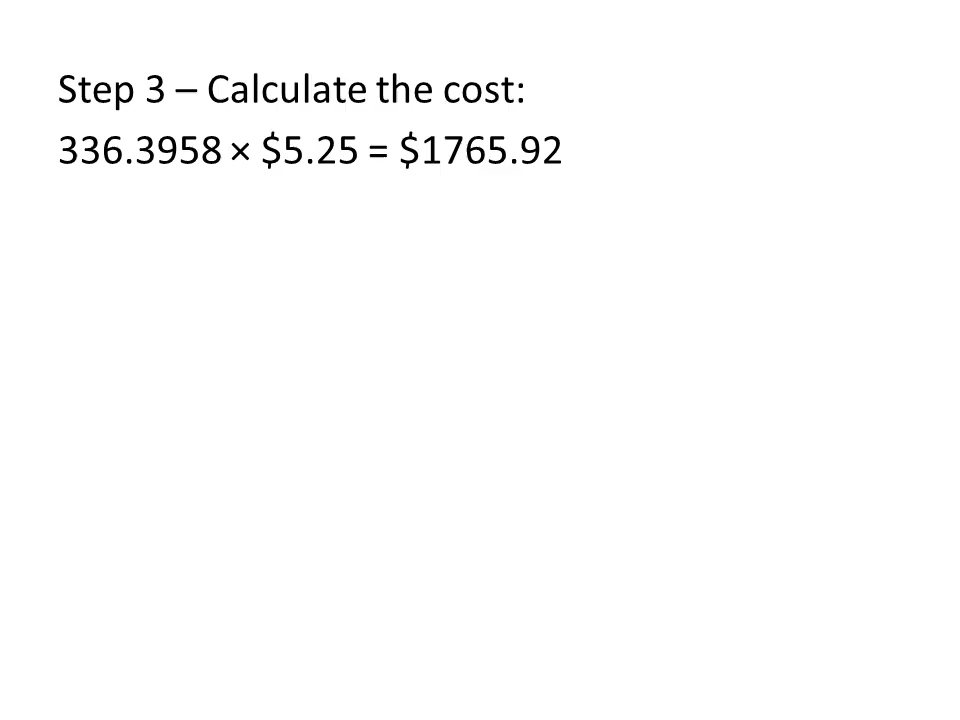 Step 3 – Calculate the cost:
336.3958 × $5.25 = $1765.92